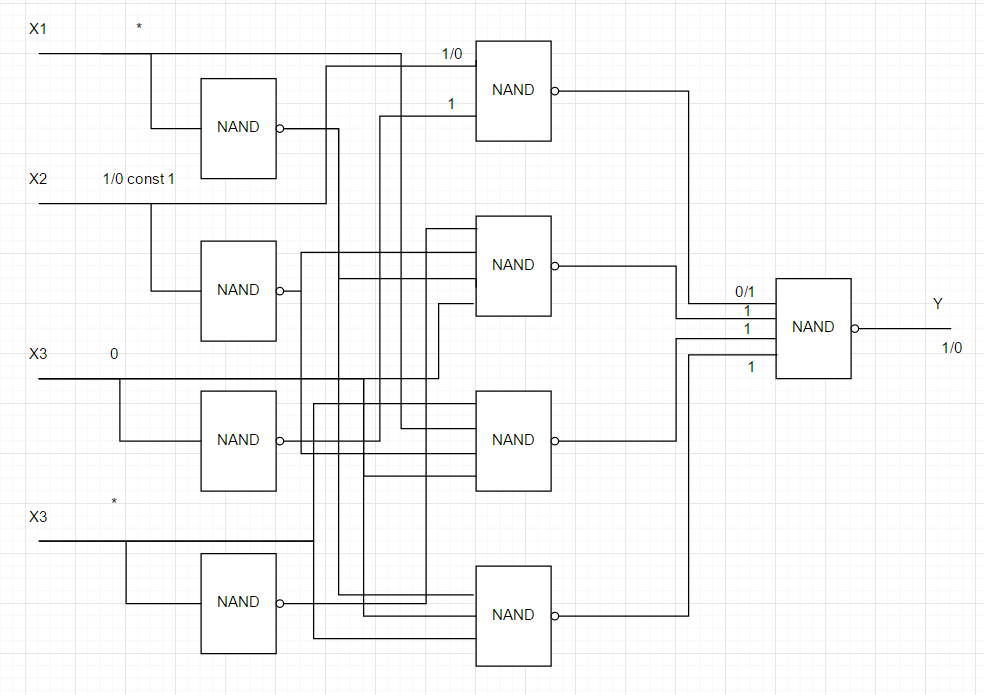 X1 *
1/0
NAND
1
NAND
X2 1/0 const 1
NAND
NAND
0/1
Y
1
1
NAND
1/0
X3 0
1
NAND
NAND
*
X3
NAND
NAND